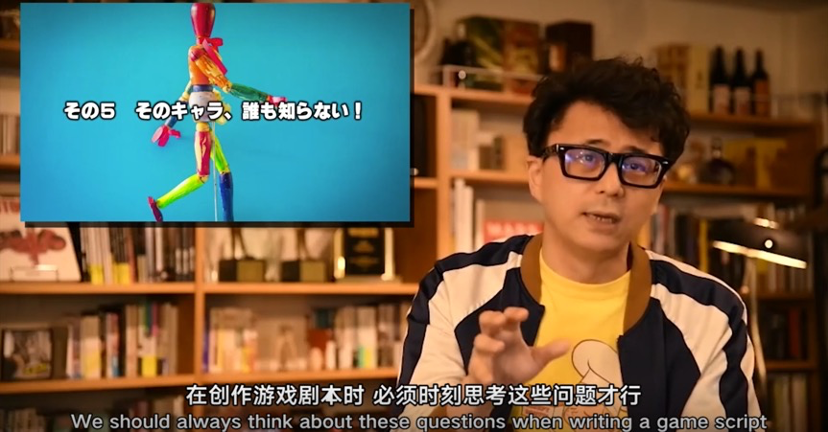 その5 そのキャラ、誰も知らない!
在创作游戏剧本时 必须时刻思考这些问题才行
We should always think about these questions when writing a game script